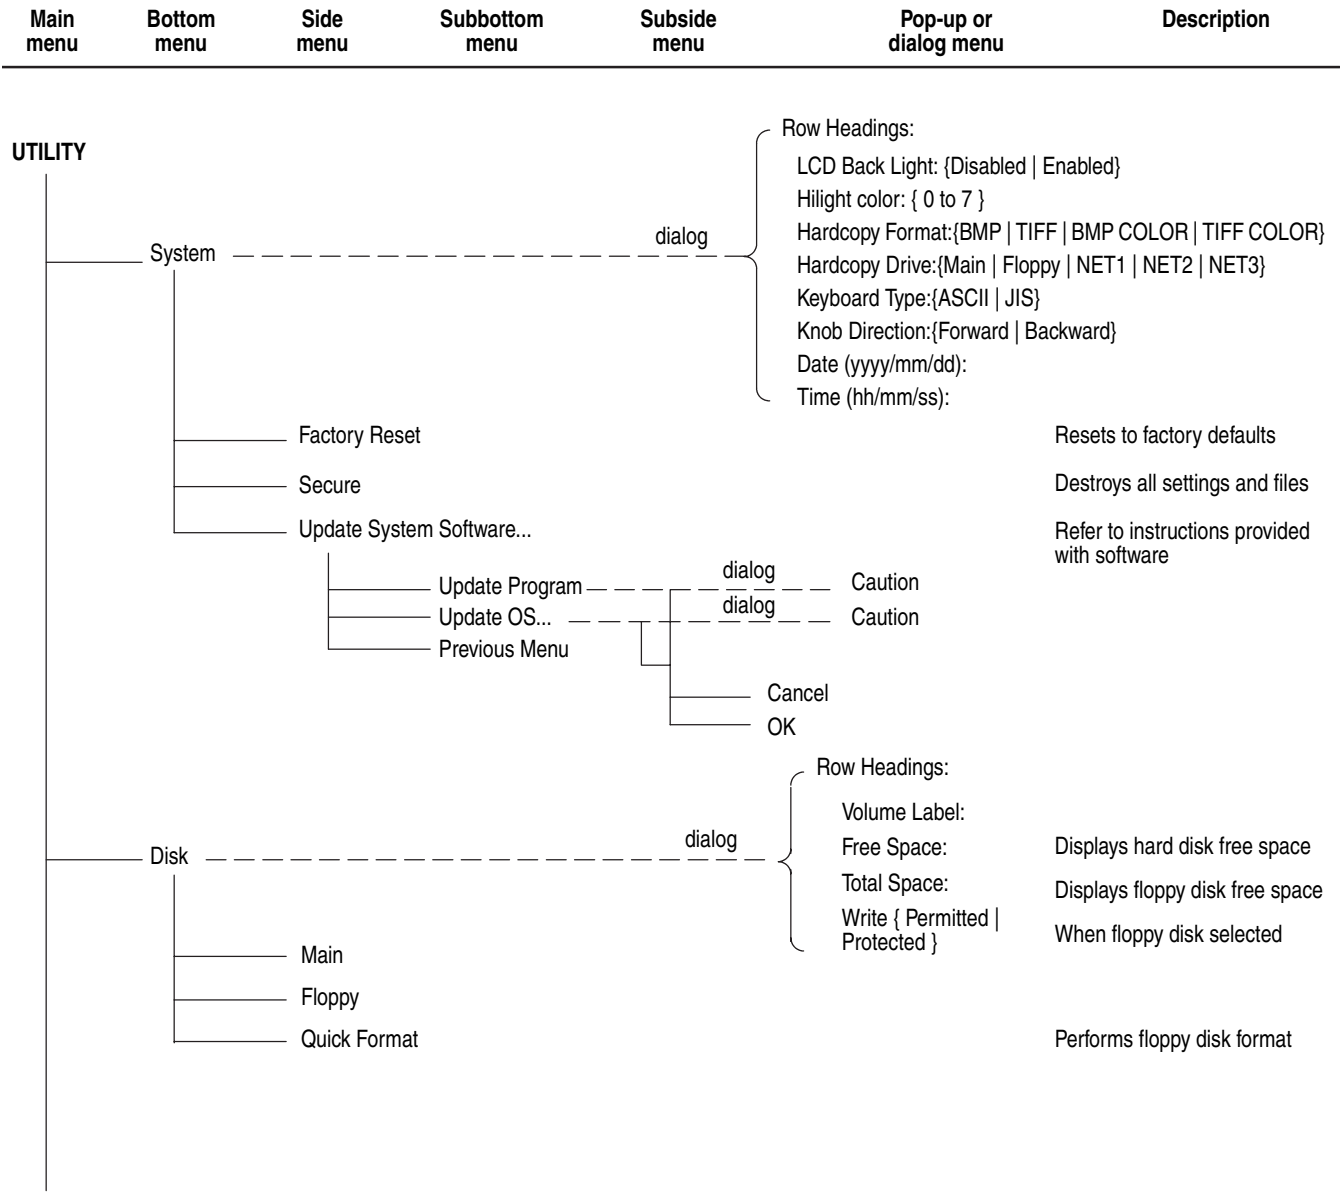 Main menu Bottom menu Side menu Subbottom menu Subside menu Pop-up or dialog menu Description
UTILITY
Row Headings:
LCD Back Light: {Disabled | Enabled}
Hilight color: { 0 to 7 }
System dialog Hardcopy Format:{BMP | TIFF | BMP COLOR | TIFF COLOR}
Hardcopy Drive:{Main | Floppy | NET1 | NET2 | NET3}
Keyboard Type:{ASCII | JIS}
Knob Direction:{Forward | Backward}
Date (yyyy/mm/dd):
Time (hh/mm/ss):
Factory Reset Resets to factory defaults
Secure Destroys all settings and files
Update System Software... Refer to instructions provided
with software
Update Program dialog Caution
Update OS... dialog Caution
Previous Menu
Cancel
OK
Row Headings:
Volume Label:
Disk dialog Free Space: Displays hard disk free space
Total Space: Displays floppy disk free space
Write { Permitted | When floppy disk selected
Protected }
Main
Floppy
Quick Format Performs floppy disk format